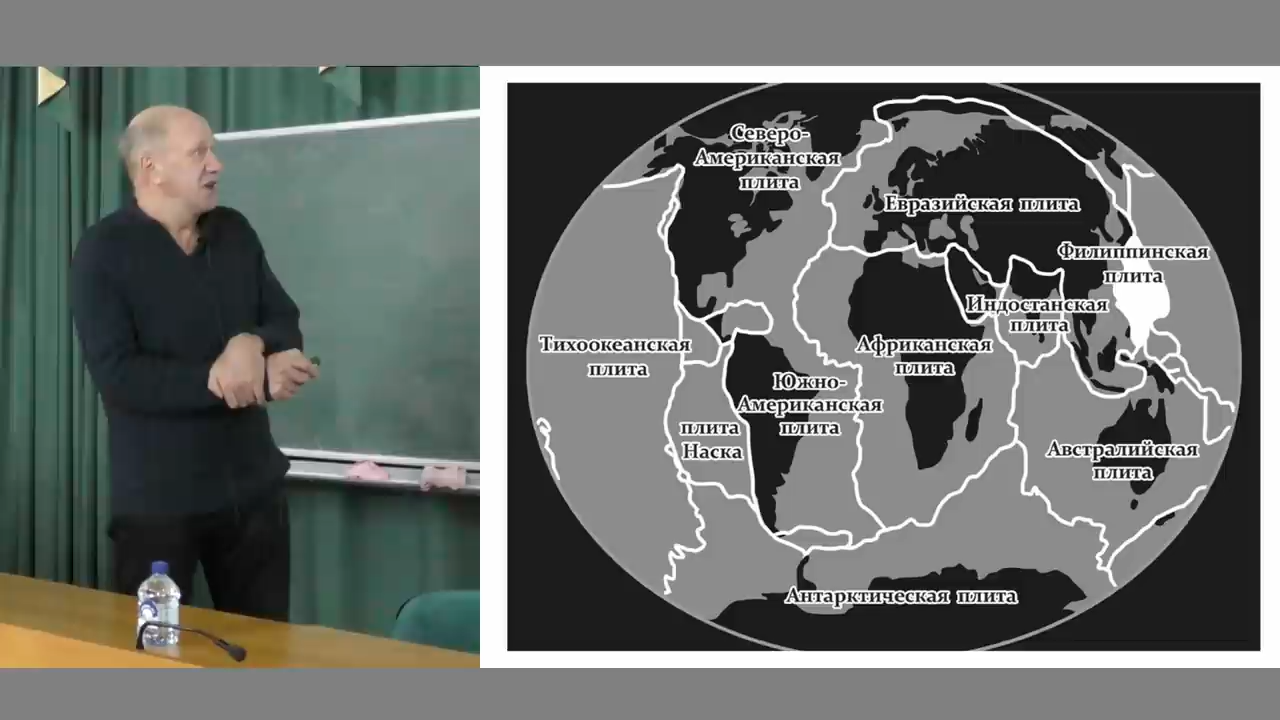 Северо-
Американская
плита
Евразийская плита
Филиппинская
плита
Индостанская
плита
Тихоокеанская
плита
Африканская
плита
Южно-
Американская
плита
плита
Наска
Австралийская
плита
Антарктическая плита